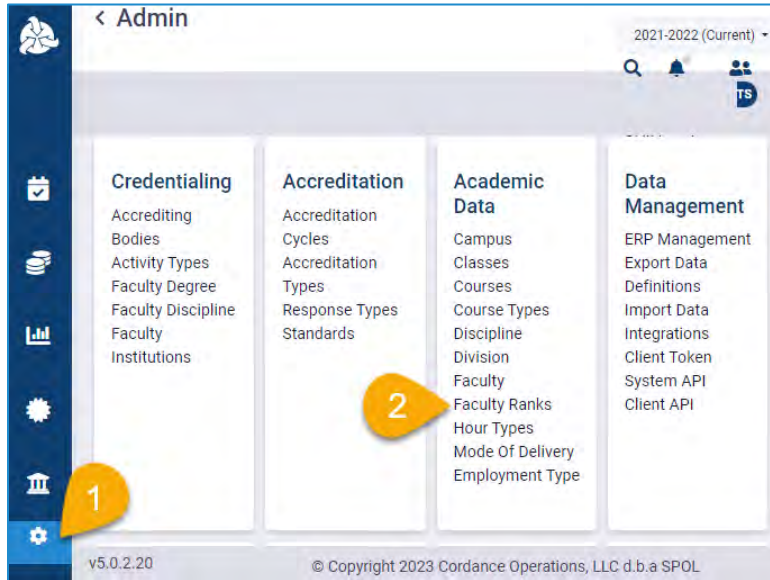 < Admin
2021-2022 (Current)
TS
Credentialing
Accrediting
Bodies
Activity Types
Faculty Degree
Faculty Discipline
Faculty
Institutions
Accreditation
Accreditation
Cycles
Accreditation
Types
Response Types
Standards
Academic
Data
Campus
Classes
Courses
Course Types
Discipline
Division
Faculty
Faculty Ranks
Hour Types
Mode Of Delivery
Employment Type
Data
Management
ERP Management
Export Data
Definitions
Import Data
Integrations
Client Token
System API
Client API
2
1
v5.0.2.20
© Copyright 2023 Cordance Operations, LLC d.b.a SPOL